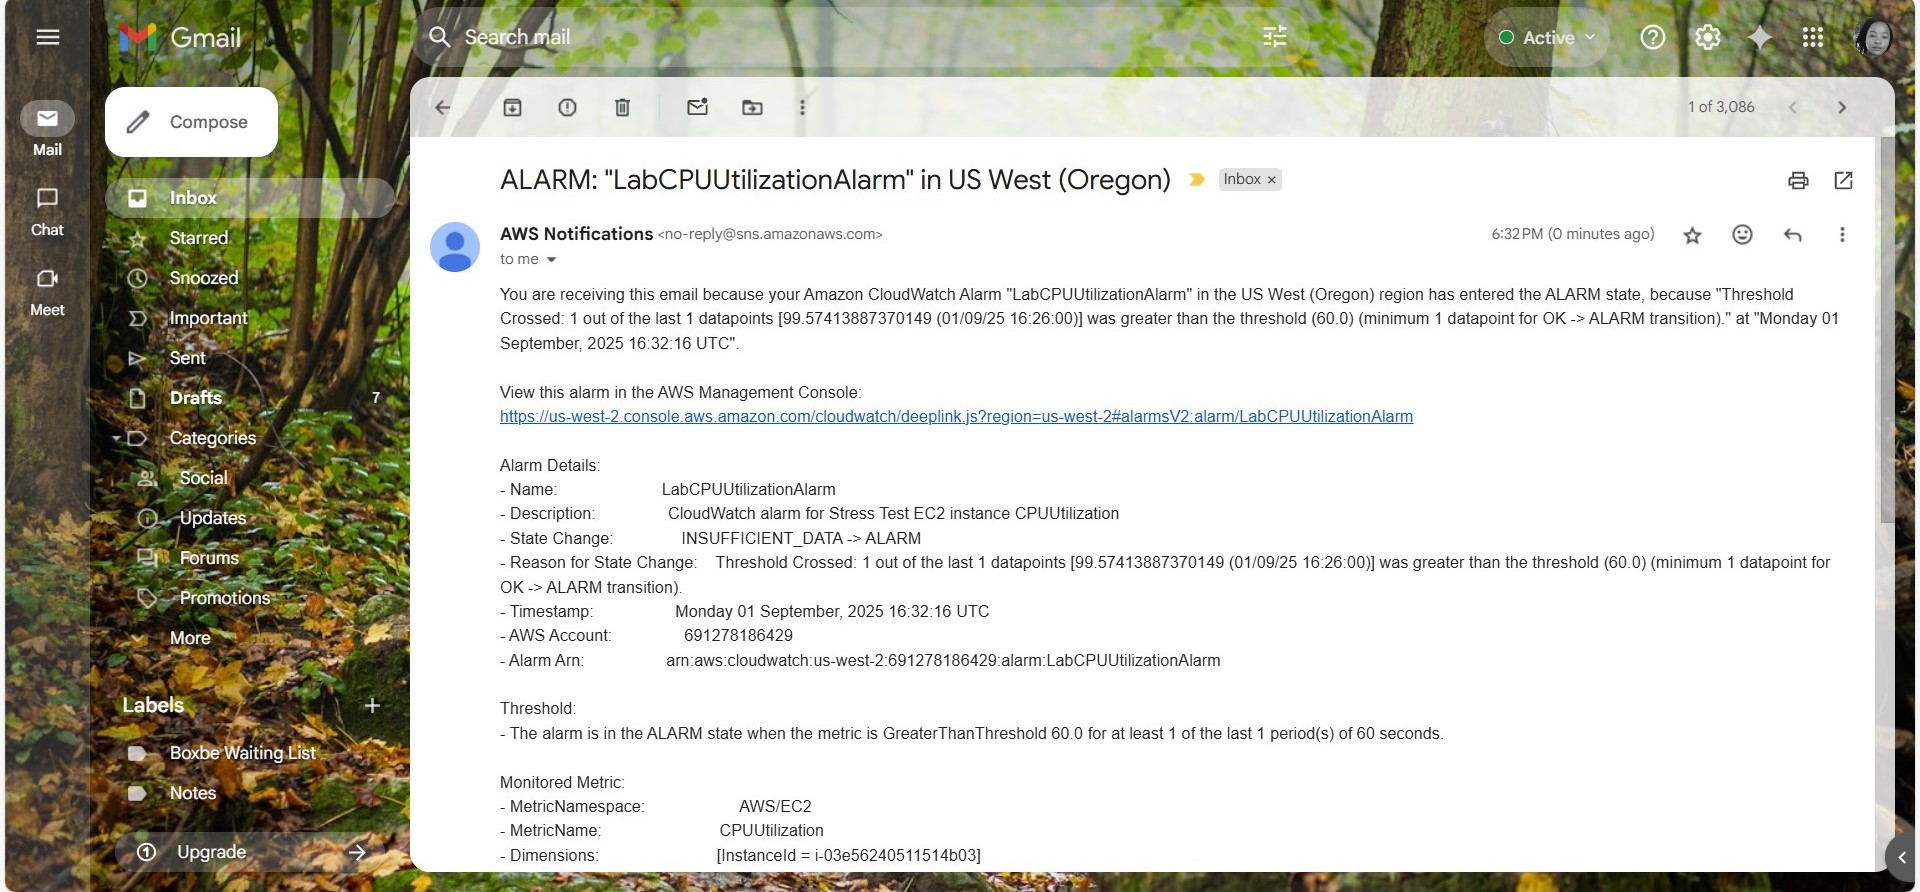 Gmail
Search mail
Active
Mail
Chat
Meet
Compose
Inbox
Starred
Snoozed
Important
Sent
Drafts 7
Categories
Social
Updates
Forums
Promotions
More
Labels
Boxbe Waiting List
Notes
Upgrade
1 of 3,086
ALARM: "LabCPUUtilizationAlarm" in US West (Oregon)
Inbox
AWS Notifications <no-reply@sns.amazonaws.com>
6:32 PM (0 minutes ago)
to me
You are receiving this email because your Amazon CloudWatch Alarm "LabCPUUtilizationAlarm" in the US West (Oregon) region has entered the ALARM state, because "Threshold
Crossed: 1 out of the last 1 datapoints [99.57413887370149 (01/09/25 16:26:00)] was greater than the threshold (60.0) (minimum 1 datapoint for OK -> ALARM transition)." at "Monday 01
September, 2025 16:32:16 UTC".
View this alarm in the AWS Management Console:
https://us-west-2.console.aws.amazon.com/cloudwatch/deeplink.js?region=us-west-2#alarmsV2:alarm/LabCPUUtilizationAlarm
Alarm Details:
- Name: LabCPUUtilizationAlarm
- Description: CloudWatch alarm for Stress Test EC2 instance CPUUtilization
- State Change: INSUFFICIENT_DATA -> ALARM
- Reason for State Change: Threshold Crossed: 1 out of the last 1 datapoints [99.57413887370149 (01/09/25 16:26:00)] was greater than the threshold (60.0) (minimum 1 datapoint for
OK -> ALARM transition).
- Timestamp: Monday 01 September, 2025 16:32:16 UTC
- AWS Account: 691278186429
- Alarm Arn: arn:aws:cloudwatch:us-west-2:691278186429:alarm:LabCPUUtilizationAlarm
Threshold:
- The alarm is in the ALARM state when the metric is GreaterThanThreshold 60.0 for at least 1 of the last 1 period(s) of 60 seconds.
Monitored Metric:
- MetricNamespace: AWS/EC2
- MetricName: CPUUtilization
- Dimensions: [InstanceId = i-03e56240511514b03]